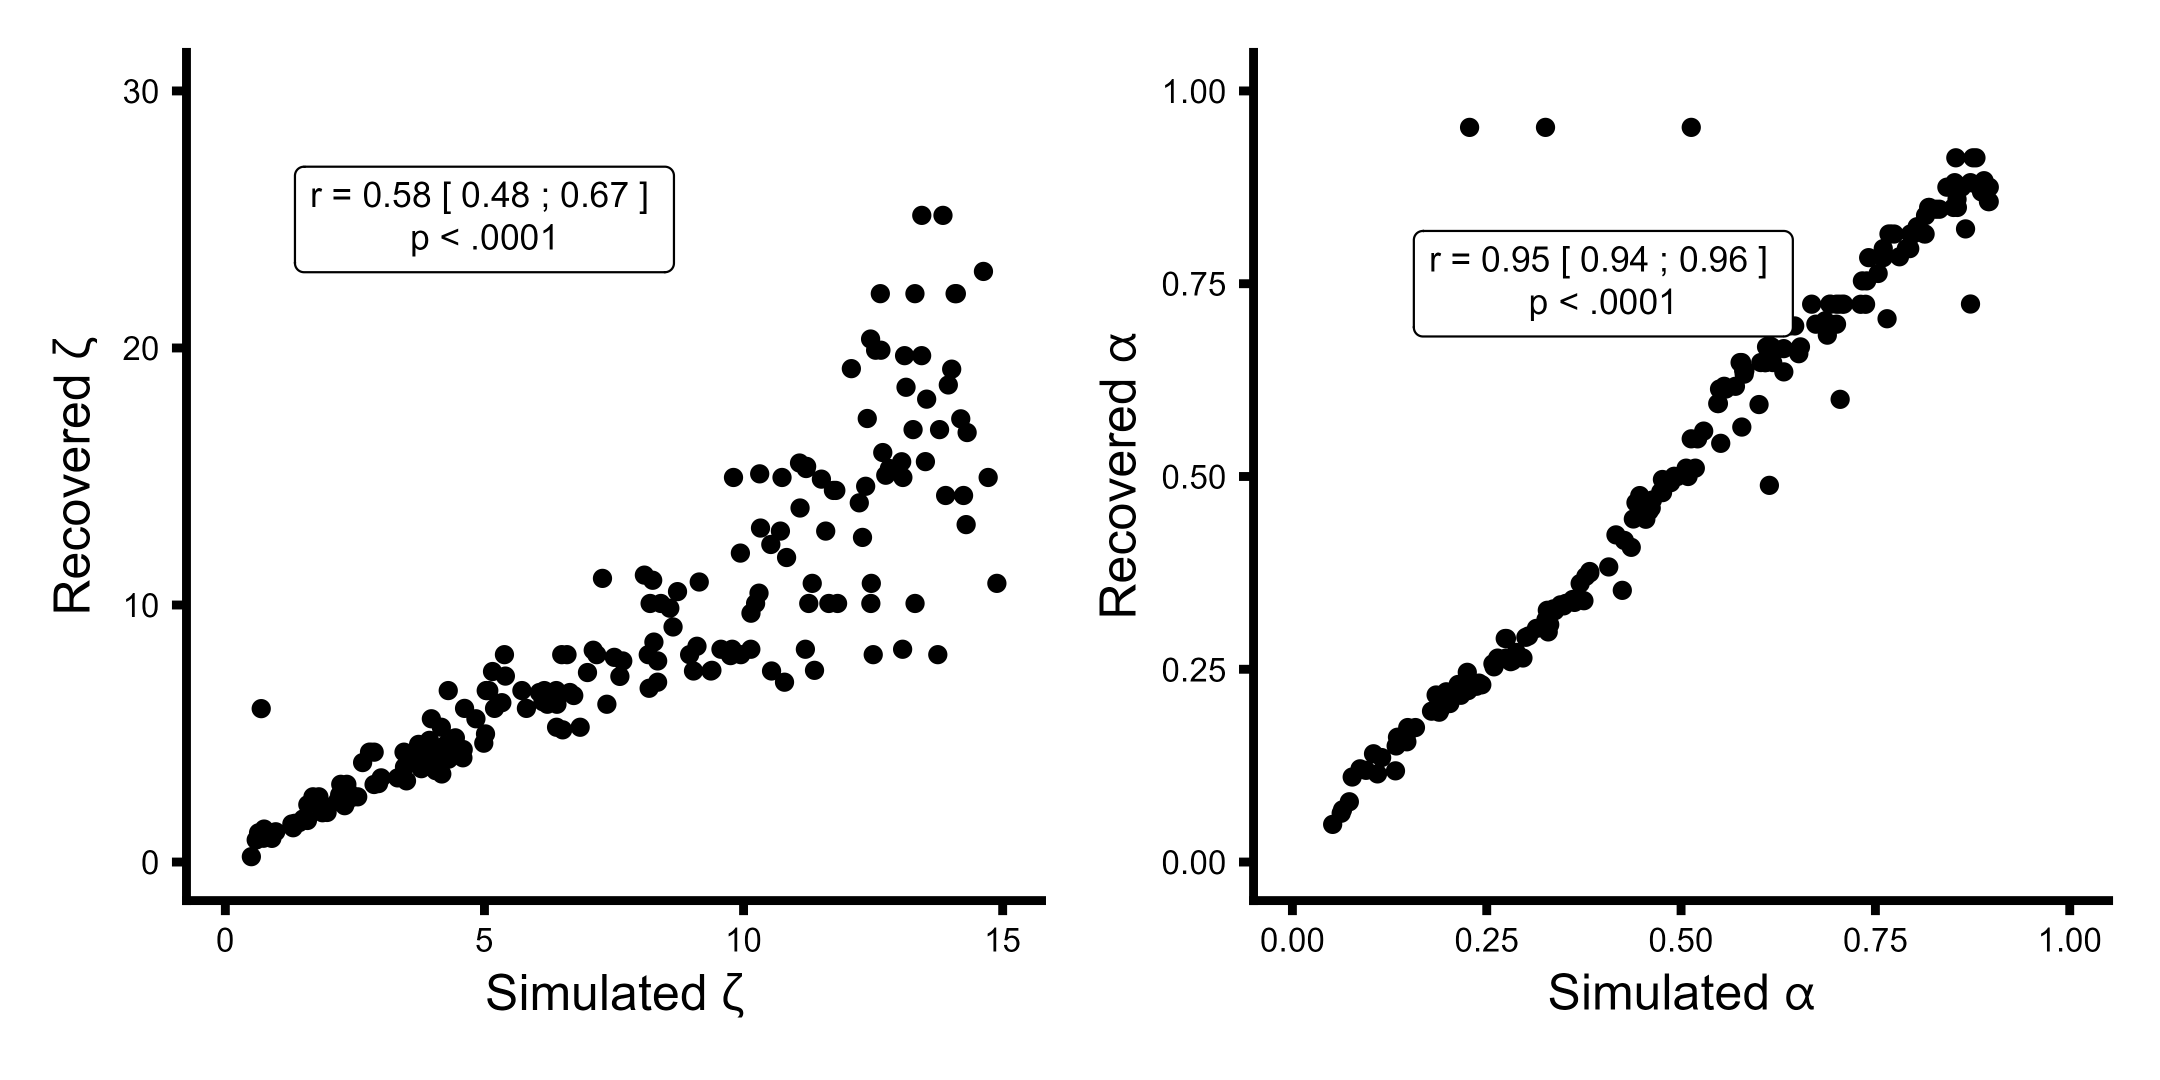 30
20
10
0
r = 0.58 [ 0.48 ; 0.67 ]
p < .0001
Recovered ζ
0 5 10 15
Simulated ζ
1.00
0.75
0.50
0.25
0.00
r = 0.95 [ 0.94 ; 0.96 ]
p < .0001
Recovered α
0.00 0.25 0.50 0.75 1.00
Simulated α